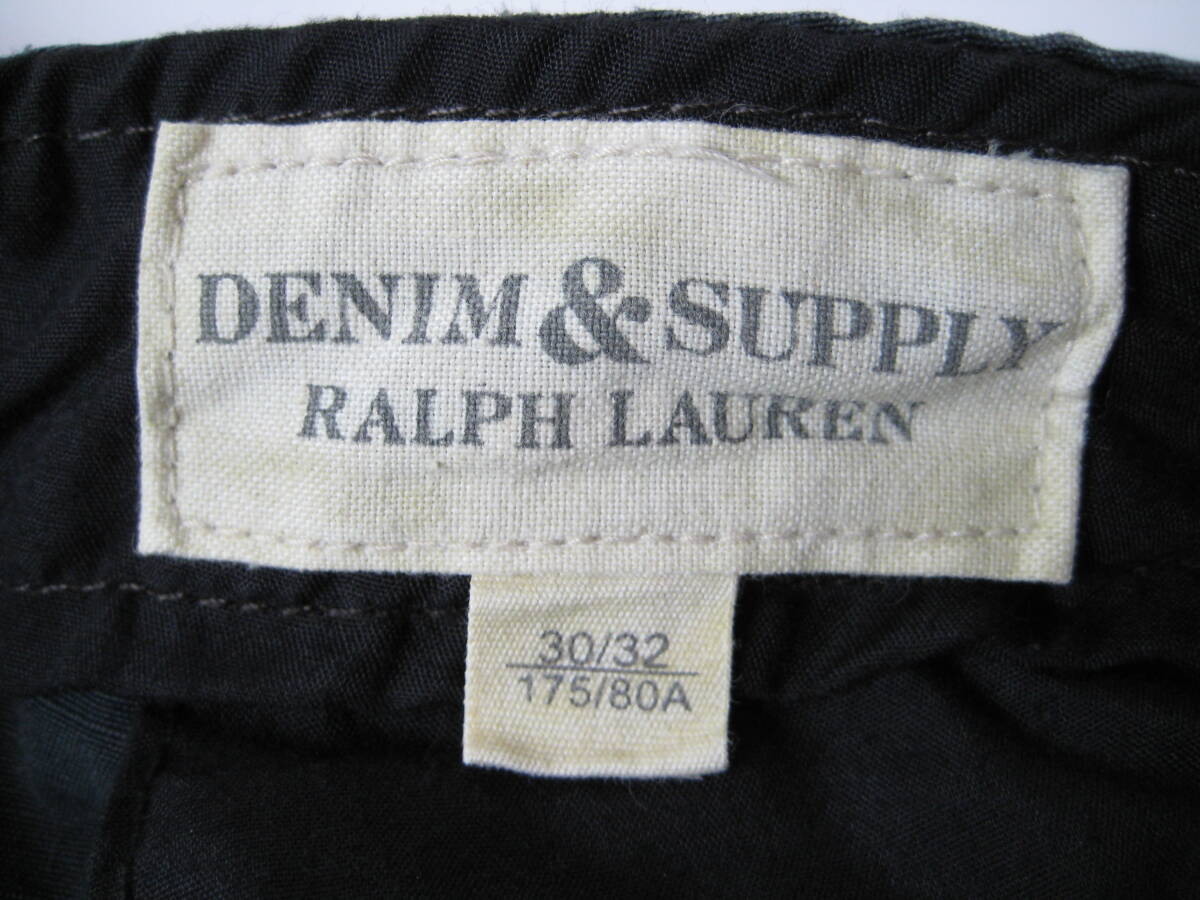 DENIM & SUPPLY
RALPH LAUREN
30/32
175/80A